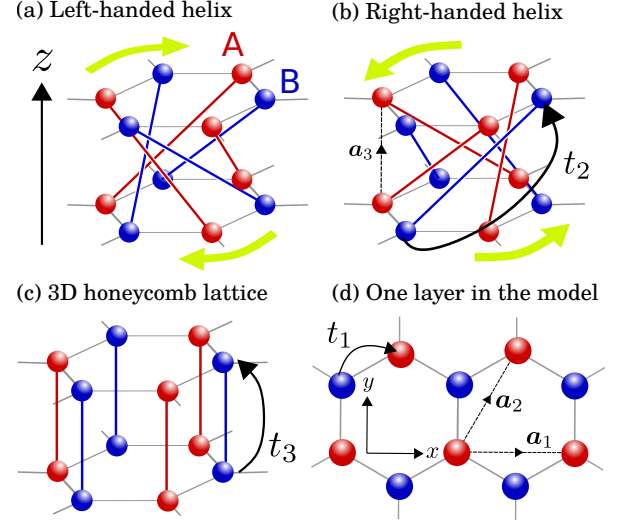 (a) Left-handed helix
(b) Right-handed helix
z
A
B
a₃
t₂
(c) 3D honeycomb lattice
(d) One layer in the model
t₃
t₁
y
x
a₂
a₁